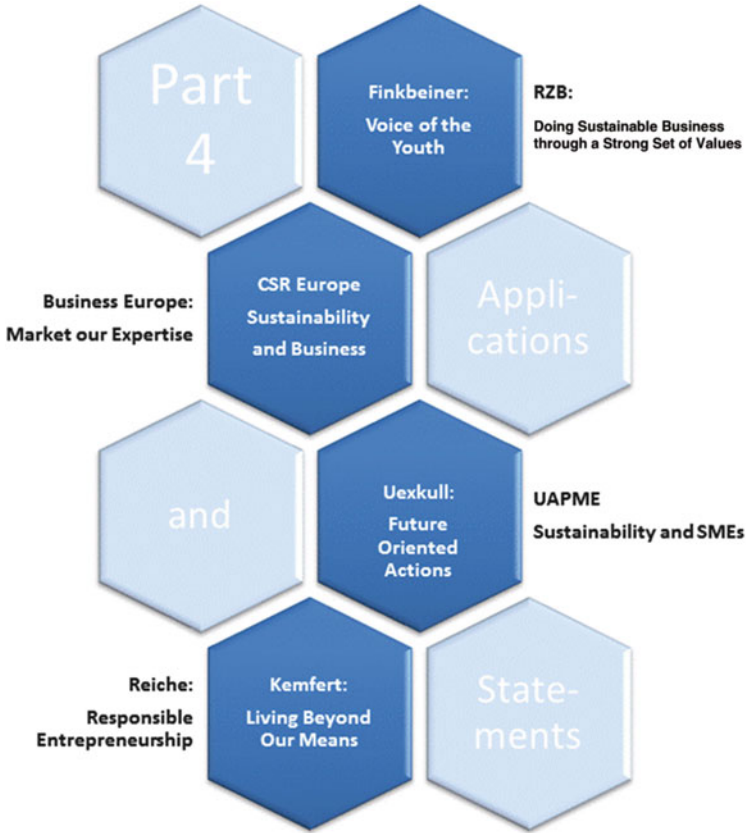 Part
4
Finkbeiner:
Voice of the
Youth
RZB:
Doing Sustainable Business
through a Strong Set of Values
Business Europe:
Market our Expertise
CSR Europe
Sustainability
and Business
Appli-
cations
and
Uexkull:
Future
Oriented
Actions
UAPME
Sustainability and SMEs
Reiche:
Responsible
Entrepreneurship
Kemfert:
Living Beyond
Our Means
State-
ments